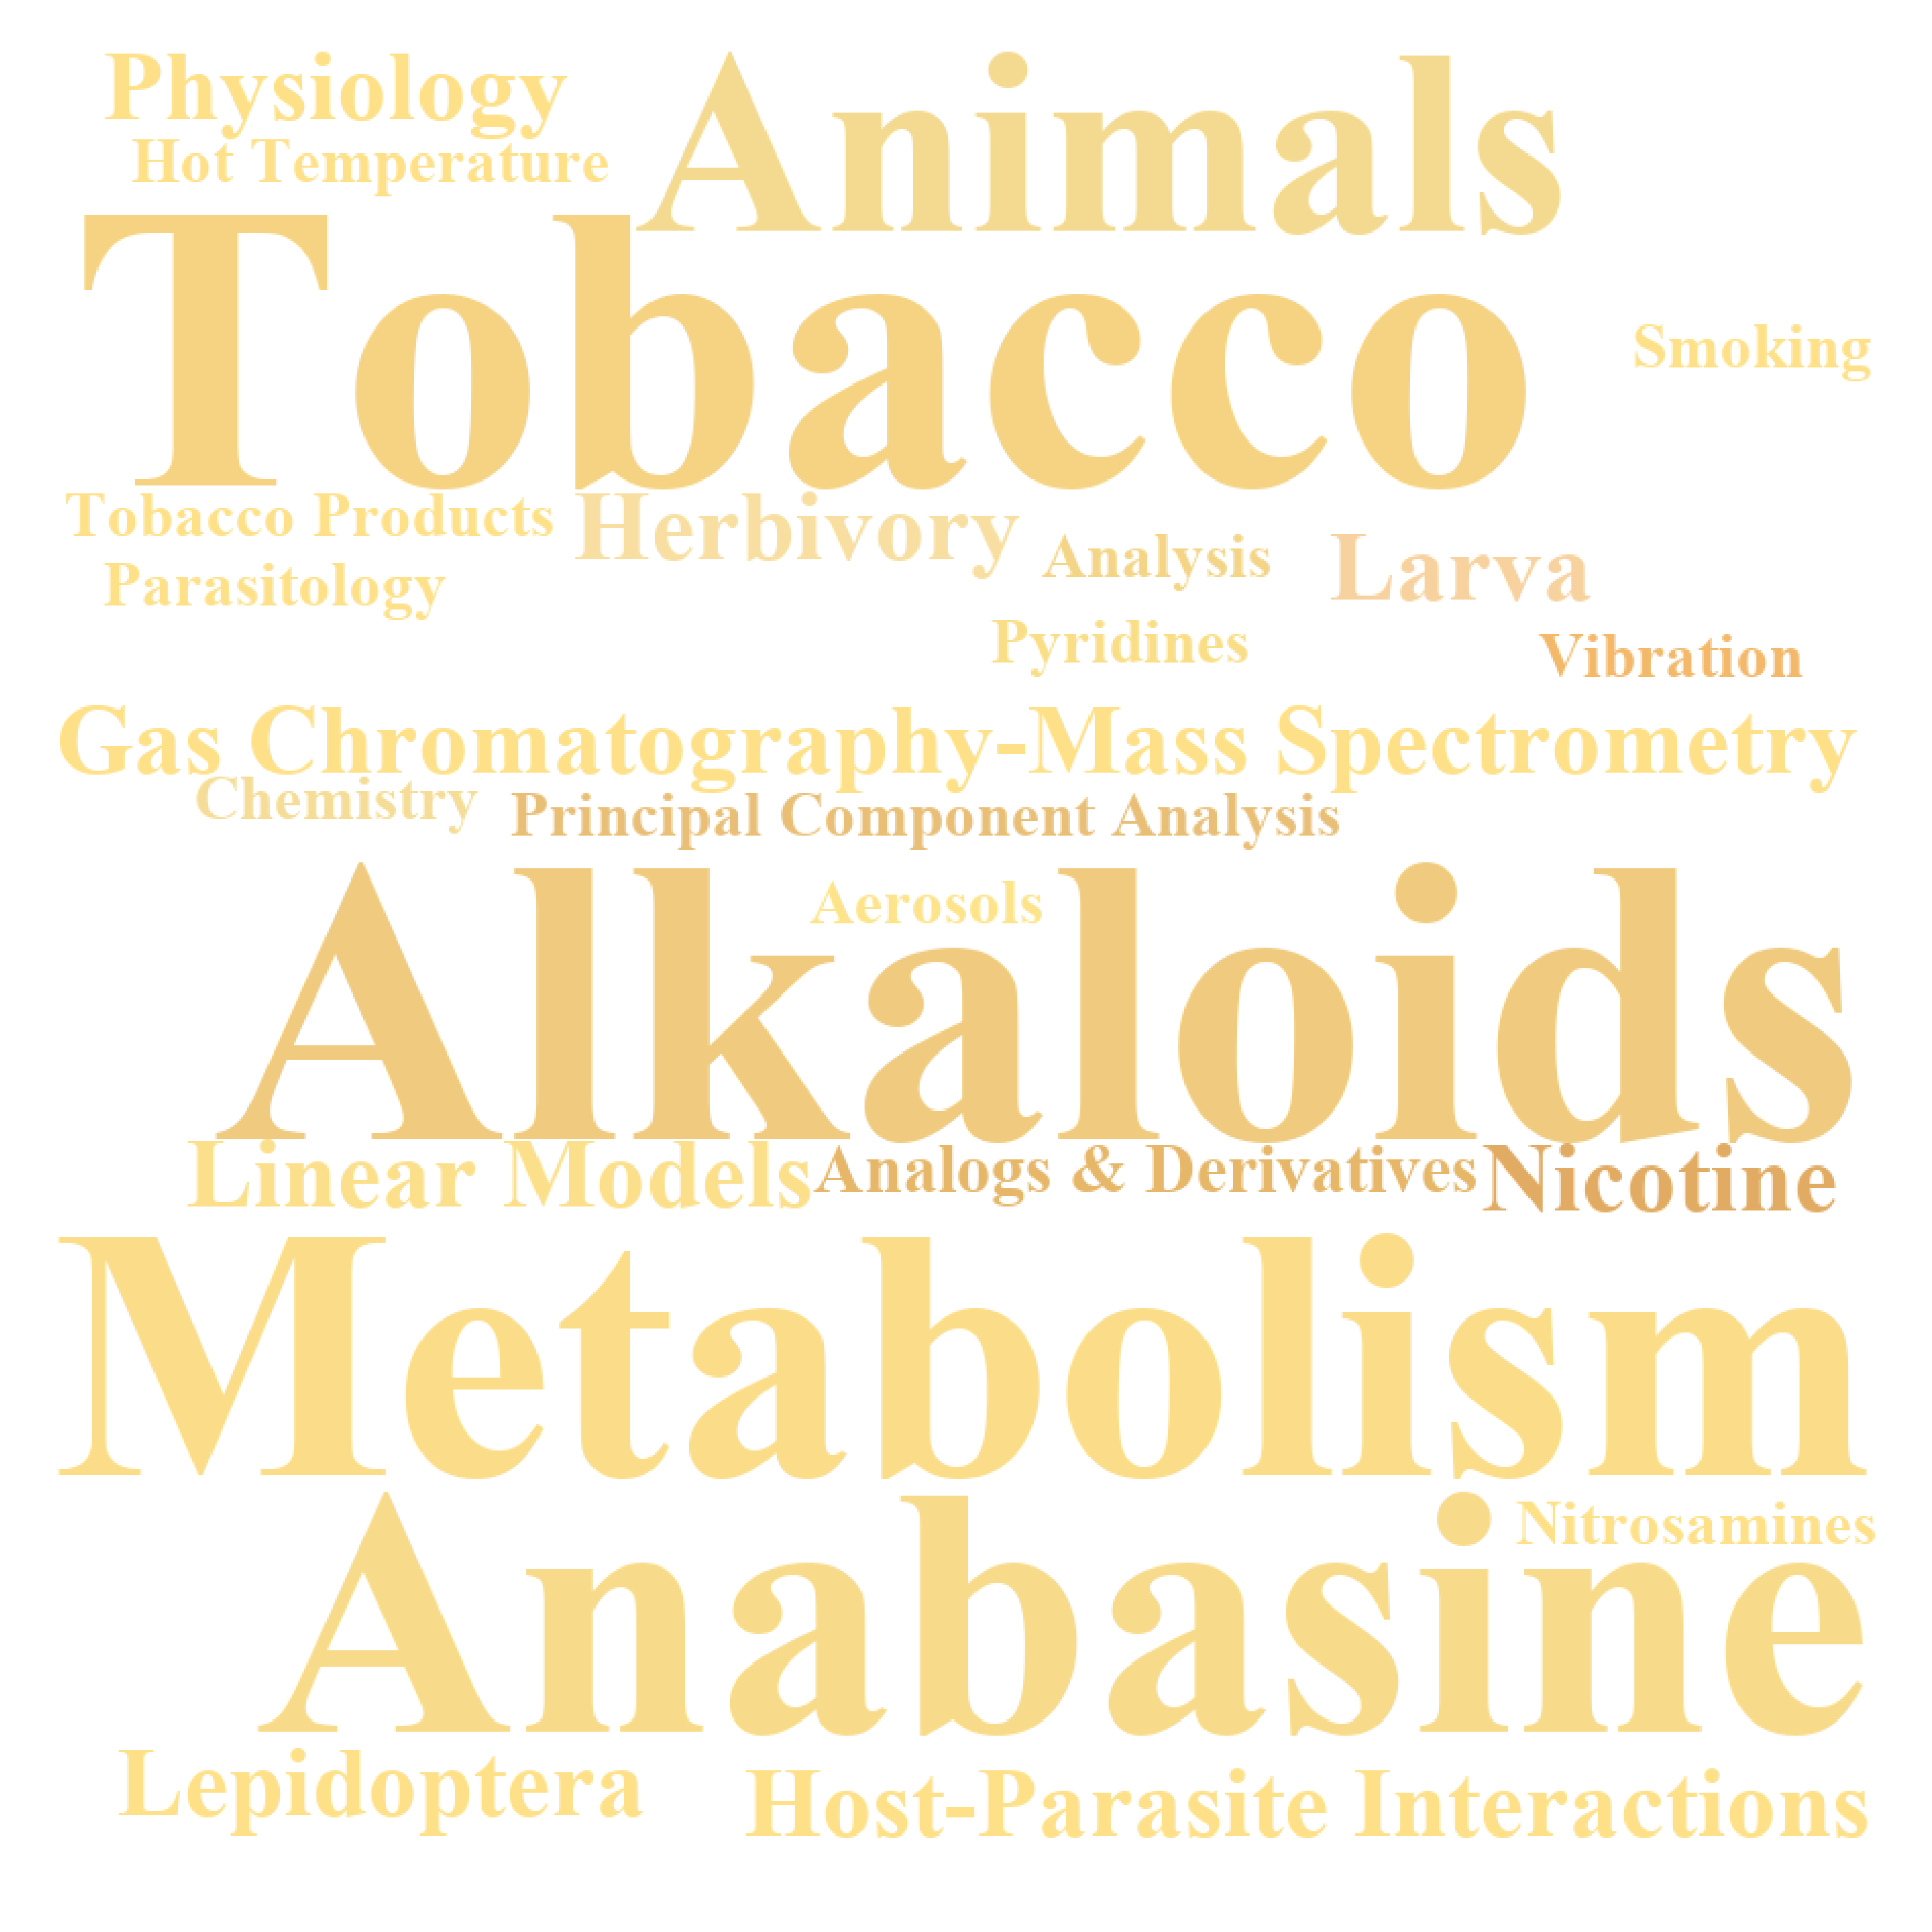 Physiology
Animals
Hot Temperature
Tobacco
Smoking
Tobacco Products
Herbivory
Analysis
Larva
Parasitology
Pyridines
Vibration
Gas Chromatography-Mass Spectrometry
Chemistry
Principal Component Analysis
Aerosols
Alkaloids
Linear Models
Analogs & Derivatives
Nicotine
Metabolism
Nitrosamines
Anabasine
Lepidoptera
Host-Parasite Interactions